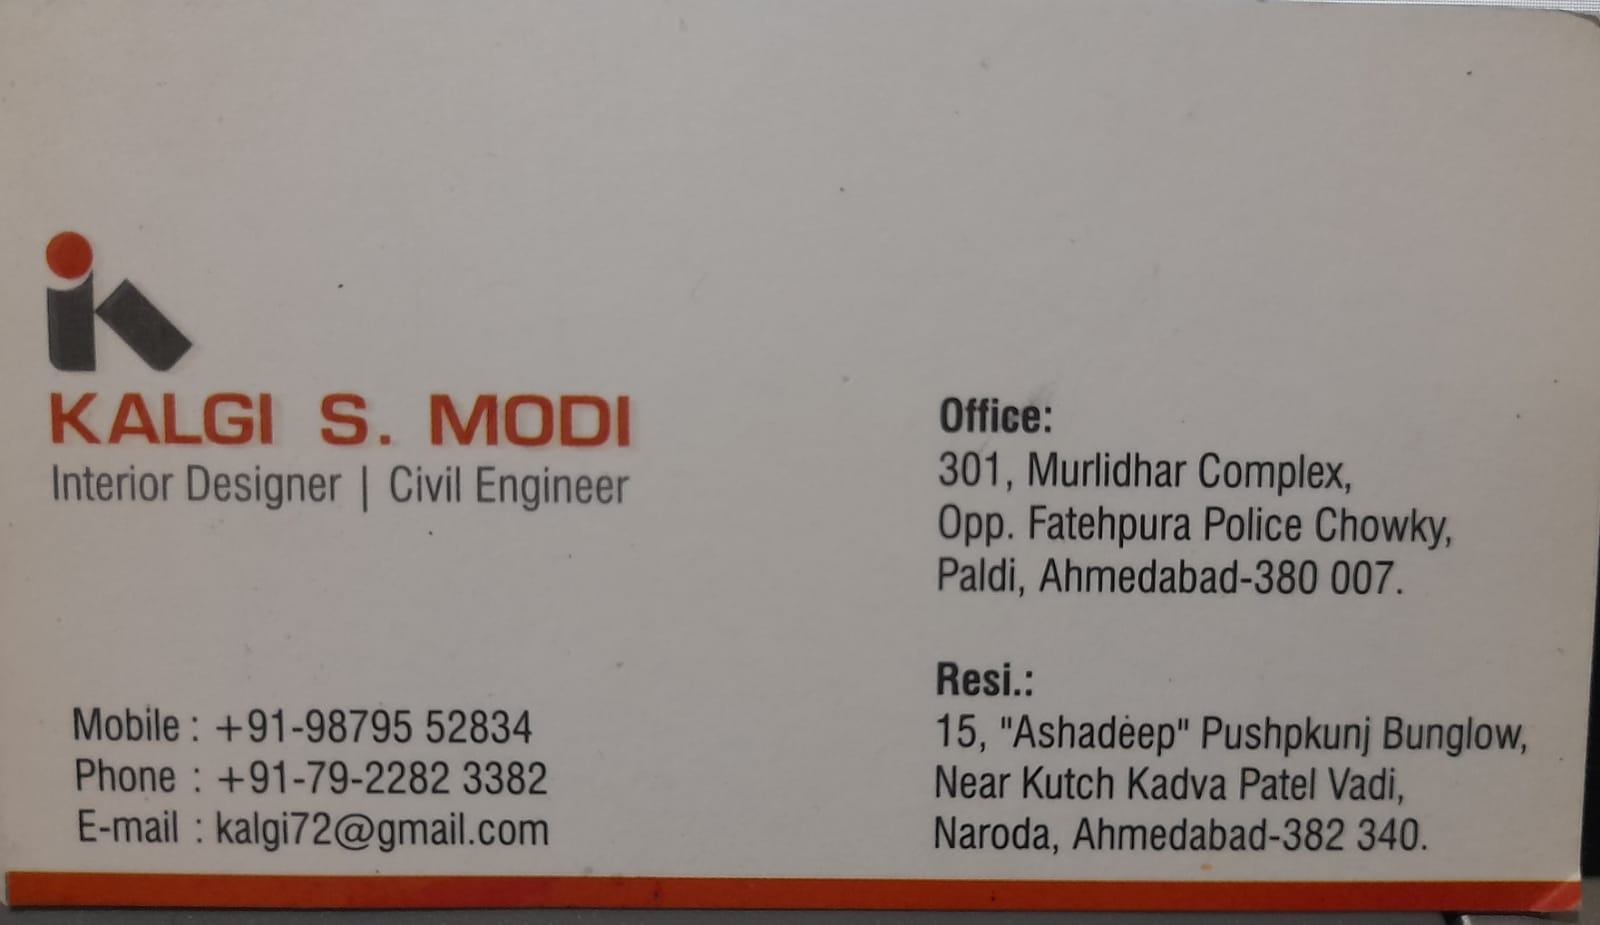 KALGI S. MODI
Interior Designer | Civil Engineer
Mobile : +91-98795 52834
Phone : +91-79-2282 3382
E-mail : kalgi72@gmail.com
Office:
301, Murlidhar Complex,
Opp. Fatehpura Police Chowky,
Paldi, Ahmedabad-380 007.
Resi.:
15, "Ashadeep" Pushpkunj Bunglow,
Near Kutch Kadva Patel Vadi,
Naroda, Ahmedabad-382 340.